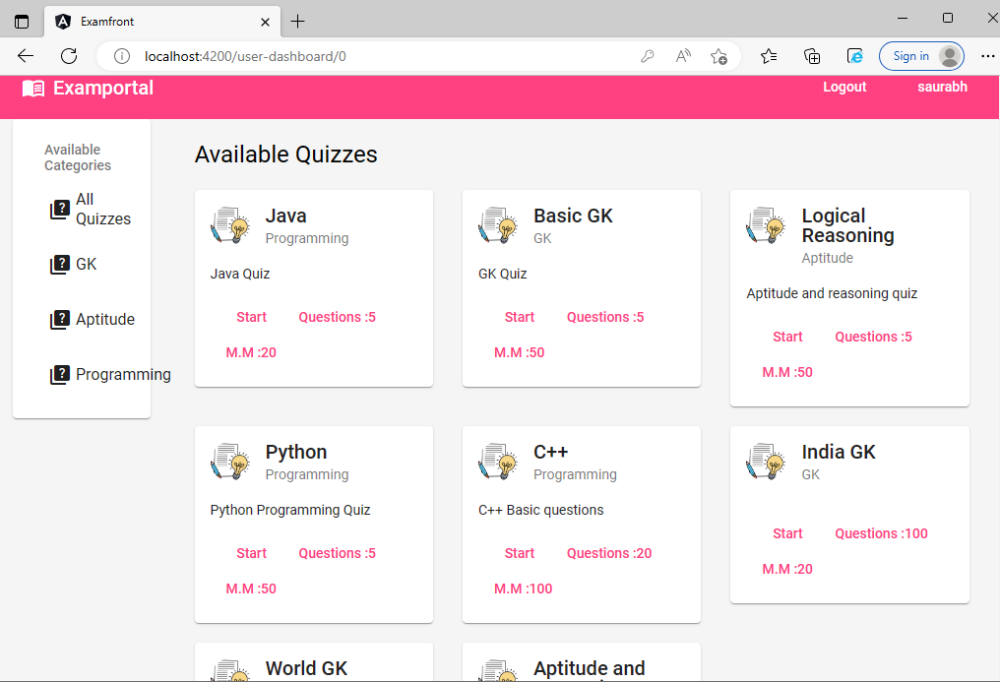 Examfront
localhost:4200/user-dashboard/0
Sign in
Examportal
Logout
saurabh
Available
Categories
All
Quizzes
GK
Aptitude
Programming
Available Quizzes
Java
Programming
Java Quiz
Start
Questions :5
M.M :20
Basic GK
GK
GK Quiz
Start
Questions :5
M.M :50
Logical
Reasoning
Aptitude
Aptitude and reasoning quiz
Start
Questions :5
M.M :50
Python
Programming
Python Programming Quiz
Start
Questions :5
M.M :50
C++
Programming
C++ Basic questions
Start
Questions :20
M.M :100
India GK
GK
Start
Questions :100
M.M :20
World GK
Aptitude and